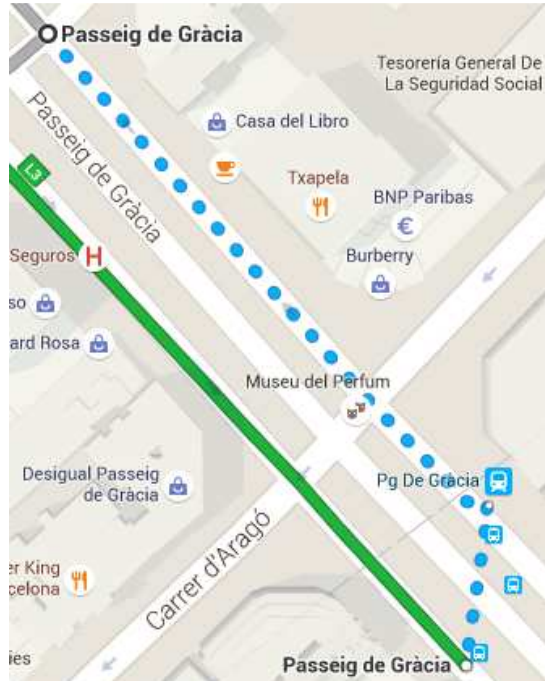 Passeig de Gràcia
Tesorería General De
La Seguridad Social
Casa del Libro
Passeig de Gràcia
L3
Txapela
BNP Paribas
€
Seguros
H
Burberry
so
ard Rosa
Museu del Perfum
Desigual Passeig
de Gràcia
Pg De Gràcia
Carrer d'Aragó
er King
celona
ies
Passeig de Gràcia